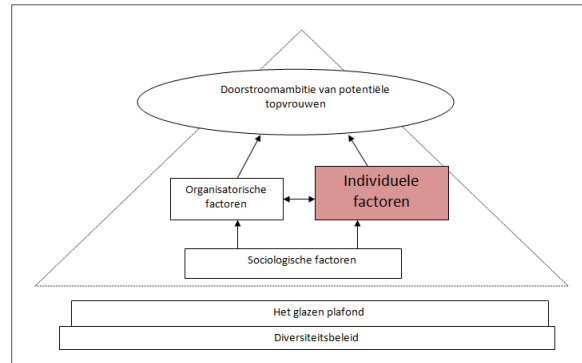 Doorstroomambitie van potentiële
topvrouwen
Organisatorische
factoren
Individuele
factoren
Sociologische factoren
Het glazen plafond
Diversiteitsbeleid